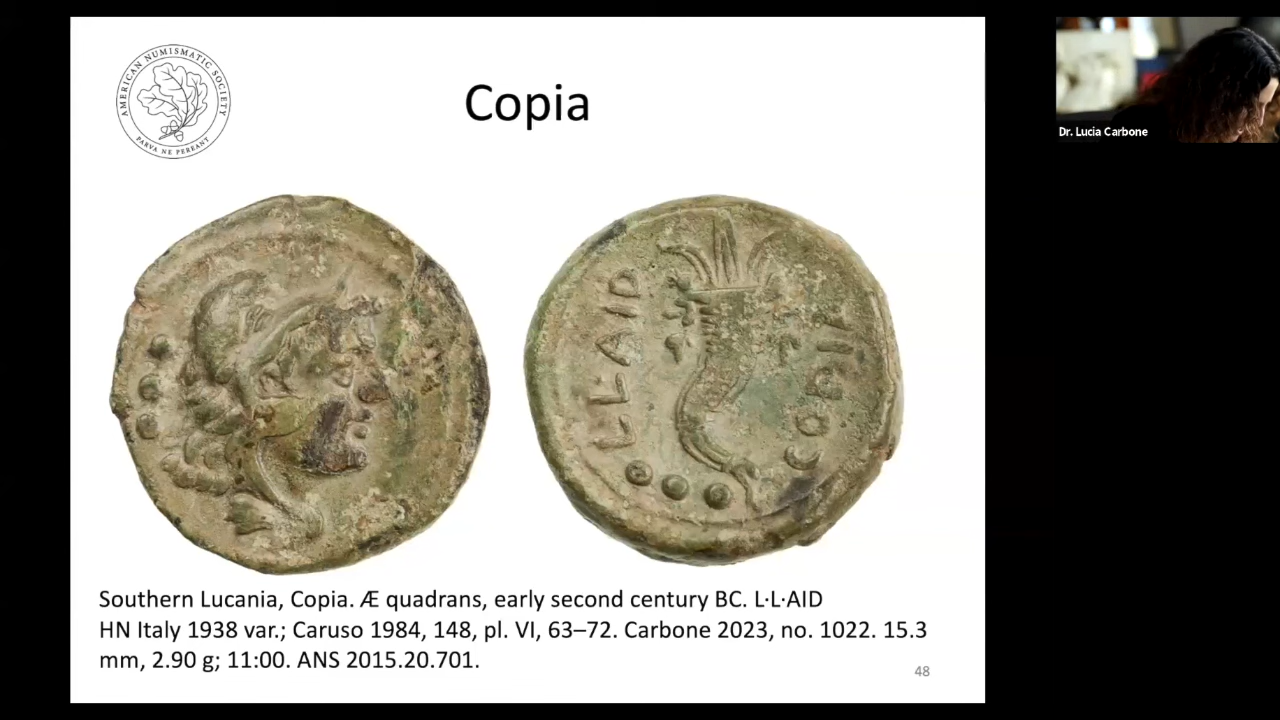 AMERICAN NUMISMATIC SOCIETY
PARVA NE PEREANT
Copia
L·L·AID
COPIA
Southern Lucania, Copia. Æ quadrans, early second century BC. L·L·AID
HN Italy 1938 var.; Caruso 1984, 148, pl. VI, 63–72. Carbone 2023, no. 1022. 15.3
mm, 2.90 g; 11:00. ANS 2015.20.701.
48
Dr. Lucia Carbone